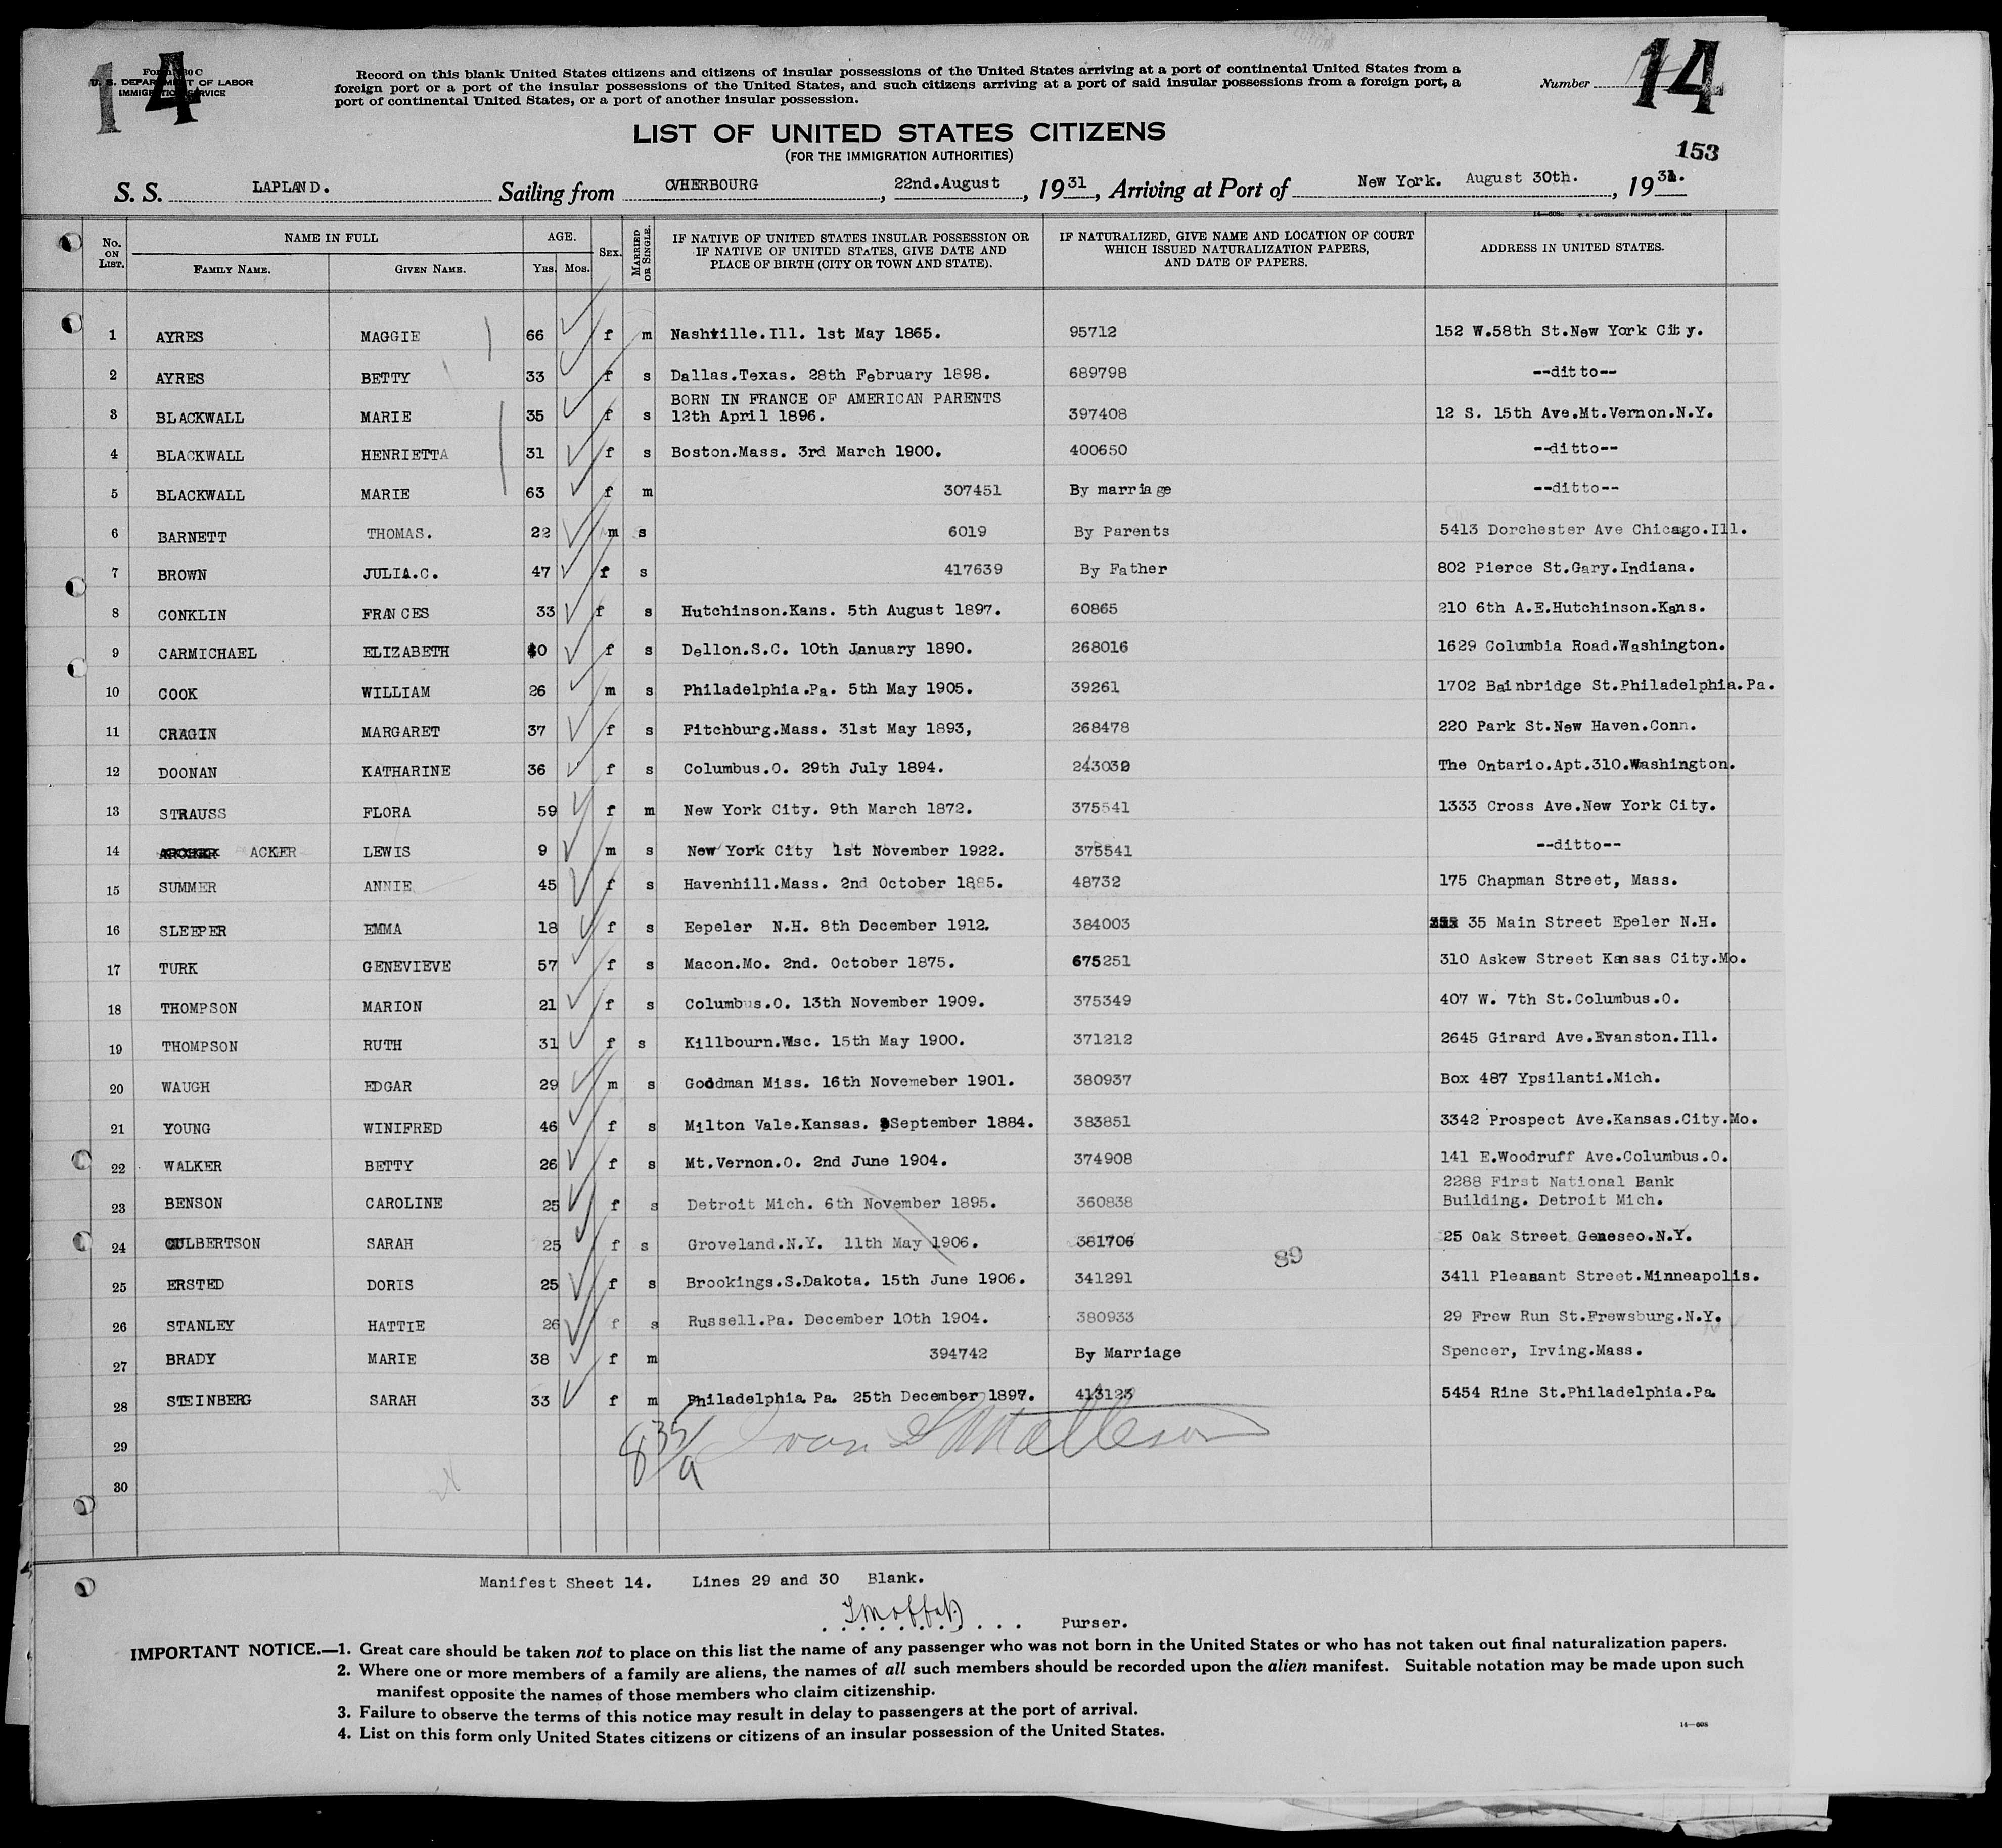 14
14
Form 630 C
U. S. DEPARTMENT OF LABOR
IMMIGRATION SERVICE
Record on this blank United States citizens and citizens of insular possessions of the United States arriving at a port of continental United States from a
foreign port or a port of the insular possessions of the United States, and such citizens arriving at a port of said insular possessions from a foreign port, a
port of continental United States, or a port of another insular possession.
Number
LIST OF UNITED STATES CITIZENS
(FOR THE IMMIGRATION AUTHORITIES)
153
S. S. LAPLAND. Sailing from CHERBOURG, 22nd.August, 1931, Arriving at Port of New York. August 30th., 1931.
No. ON LIST. NAME IN FULL AGE. SEX. MARRIED OR SINGLE. IF NATIVE OF UNITED STATES INSULAR POSSESSION OR IF NATIVE OF UNITED STATES, GIVE DATE AND PLACE OF BIRTH (CITY OR TOWN AND STATE). IF NATURALIZED, GIVE NAME AND LOCATION OF COURT WHICH ISSUED NATURALIZATION PAPERS, AND DATE OF PAPERS. ADDRESS IN UNITED STATES.
FAMILY NAME. GIVEN NAME. YRS. MOS.
1 AYRES MAGGIE 66 f m Nashville.Ill. 1st May 1865. 95712 152 W.58th St.New York City.
2 AYRES BETTY 33 f s Dallas.Texas. 28th February 1898. 689798 --ditto--
3 BLACKWALL MARIE 35 f s BORN IN FRANCE OF AMERICAN PARENTS 12th April 1896. 397408 12 S. 15th Ave.Mt.Vernon.N.Y.
4 BLACKWALL HENRIETTA 31 f s Boston.Mass. 3rd March 1900. 400650 --ditto--
5 BLACKWALL MARIE 63 f m 307451 By marriage --ditto--
6 BARNETT THOMAS. 22 m s 6019 By Parents 5413 Dorchester Ave Chicago.Ill.
7 BROWN JULIA.C. 47 f s 417639 By Father 802 Pierce St.Gary.Indiana.
8 CONKLIN FRANCES 33 f s Hutchinson.Kans. 5th August 1897. 60865 210 6th A.E.Hutchinson.Kans.
9 CARMICHAEL ELIZABETH 40 f s Dellon.S.C. 10th January 1890. 268016 1629 Columbia Road.Washington.
10 COOK WILLIAM 26 m s Philadelphia.Pa. 5th May 1905. 39261 1702 Bainbridge St.Philadelphia.Pa.
11 CRAGIN MARGARET 37 f s Fitchburg.Mass. 31st May 1893, 268478 220 Park St.New Haven.Conn.
12 DOONAN KATHARINE 36 f s Columbus.O. 29th July 1894. 243032 The Ontario.Apt.310.Washington.
13 STRAUSS FLORA 59 f m New York City. 9th March 1872. 375541 1333 Cross Ave.New York City.
14 ACKER LEWIS 9 m s New York City 1st November 1922. 375541 --ditto--
15 SUMMER ANNIE 45 f s Havenhill.Mass. 2nd October 1885. 48732 175 Chapman Street, Mass.
16 SLEEPER EMMA 18 f s Eepeler N.H. 8th December 1912. 384003 35 Main Street Epeler N.H.
17 TURK GENEVIEVE 57 f s Macon.Mo. 2nd. October 1875. 675251 310 Askew Street Kansas City.Mo.
18 THOMPSON MARION 21 f s Columbus.O. 13th November 1909. 375349 407 W. 7th St.Columbus.O.
19 THOMPSON RUTH 31 f s Killbourn.Wsc. 15th May 1900. 371212 2645 Girard Ave.Evanston.Ill.
20 WAUGH EDGAR 29 m s Goodman Miss. 16th Novemeber 1901. 380937 Box 487 Ypsilanti.Mich.
21 YOUNG WINIFRED 46 f s Milton Vale.Kansas. September 1884. 383851 3342 Prospect Ave.Kansas.City.Mo.
22 WALKER BETTY 26 f s Mt.Vernon.O. 2nd June 1904. 374908 141 E.Woodruff Ave.Columbus.O.
23 BENSON CAROLINE 25 f s Detroit Mich. 6th November 1895. 360838 2288 First National Bank Building. Detroit Mich.
24 CULBERTSON SARAH 25 f s Groveland.N.Y. 11th May 1906. 381706 25 Oak Street Geneseo.N.Y.
89
25 ERSTED DORIS 25 f s Brookings.S.Dakota. 15th June 1906. 341291 3411 Pleasant Street.Minneapolis.
26 STANLEY HATTIE 26 f s Russell.Pa. December 10th 1904. 380933 29 Frew Run St.Frewsburg.N.Y.
27 BRADY MARIE 38 f m 394742 By Marriage Spencer, Irving.Mass.
28 STEINBERG SARAH 33 f m Philadelphia. Pa. 25th December 1897. 413123 5454 Rine St.Philadelphia.Pa.
29
30
Manifest Sheet 14. Lines 29 and 30 Blank.
Purser.
IMPORTANT NOTICE.—1. Great care should be taken not to place on this list the name of any passenger who was not born in the United States or who has not taken out final naturalization papers.
2. Where one or more members of a family are aliens, the names of all such members should be recorded upon the alien manifest. Suitable notation may be made upon such
manifest opposite the names of those members who claim citizenship.
3. Failure to observe the terms of this notice may result in delay to passengers at the port of arrival.
4. List on this form only United States citizens or citizens of an insular possession of the United States.
14—608